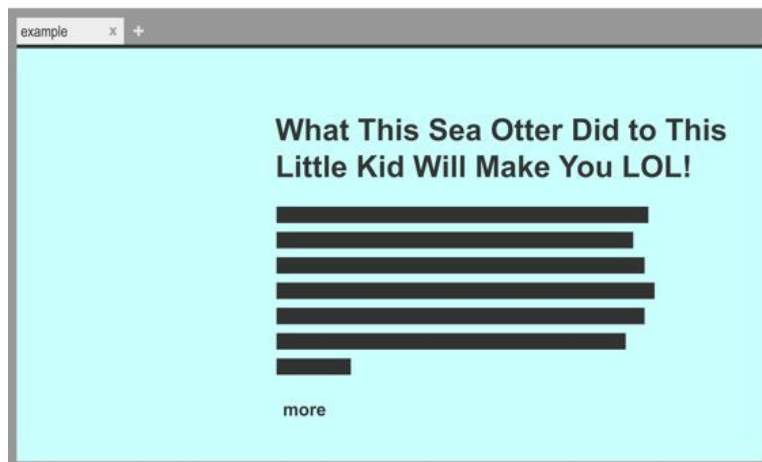 example x +
What This Sea Otter Did to This
Little Kid Will Make You LOL!
more